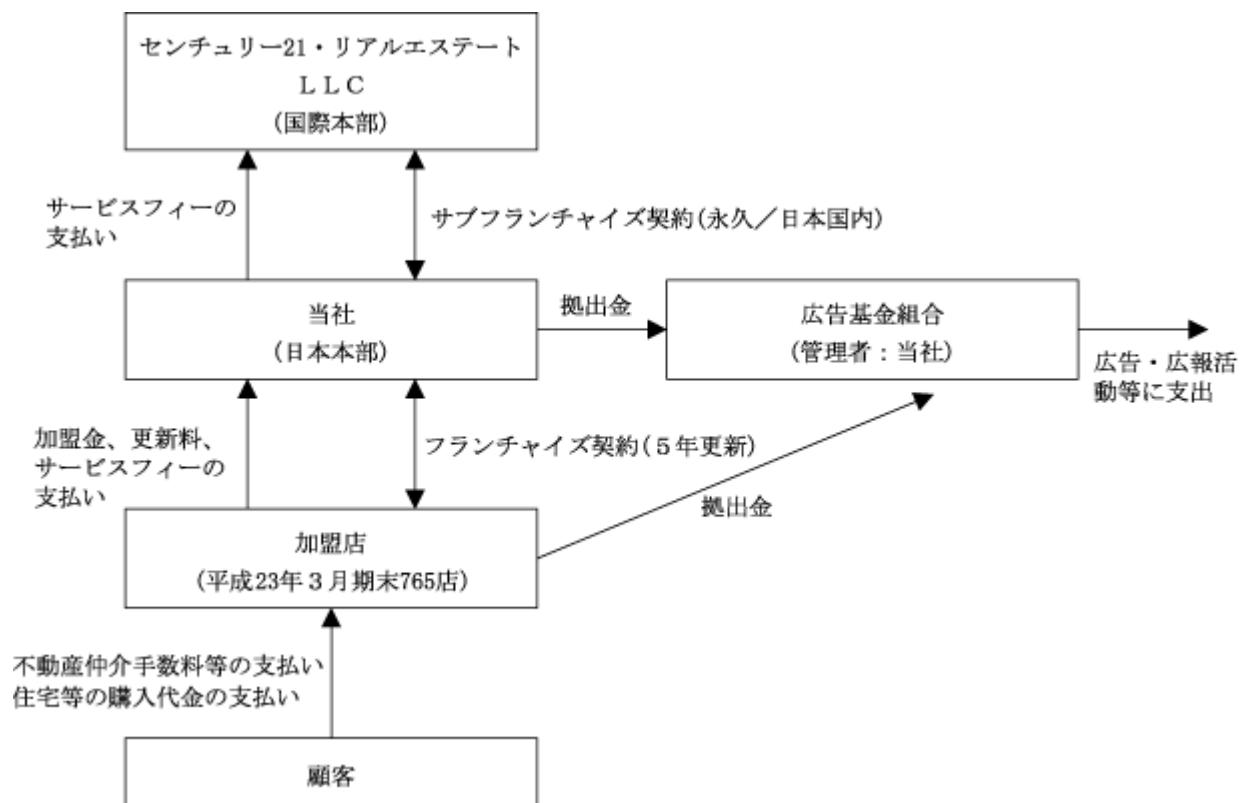 センチュリー21・リアルエステート
ＬＬＣ
(国際本部)
サービスフィーの
支払い
サブフランチャイズ契約(永久／日本国内)
当社
(日本本部)
拠出金
広告基金組合
(管理者：当社)
広告・広報活
動等に支出
加盟金、更新料、
サービスフィーの
支払い
フランチャイズ契約(５年更新)
拠出金
加盟店
(平成23年３月期末765店)
不動産仲介手数料等の支払い
住宅等の購入代金の支払い
顧客